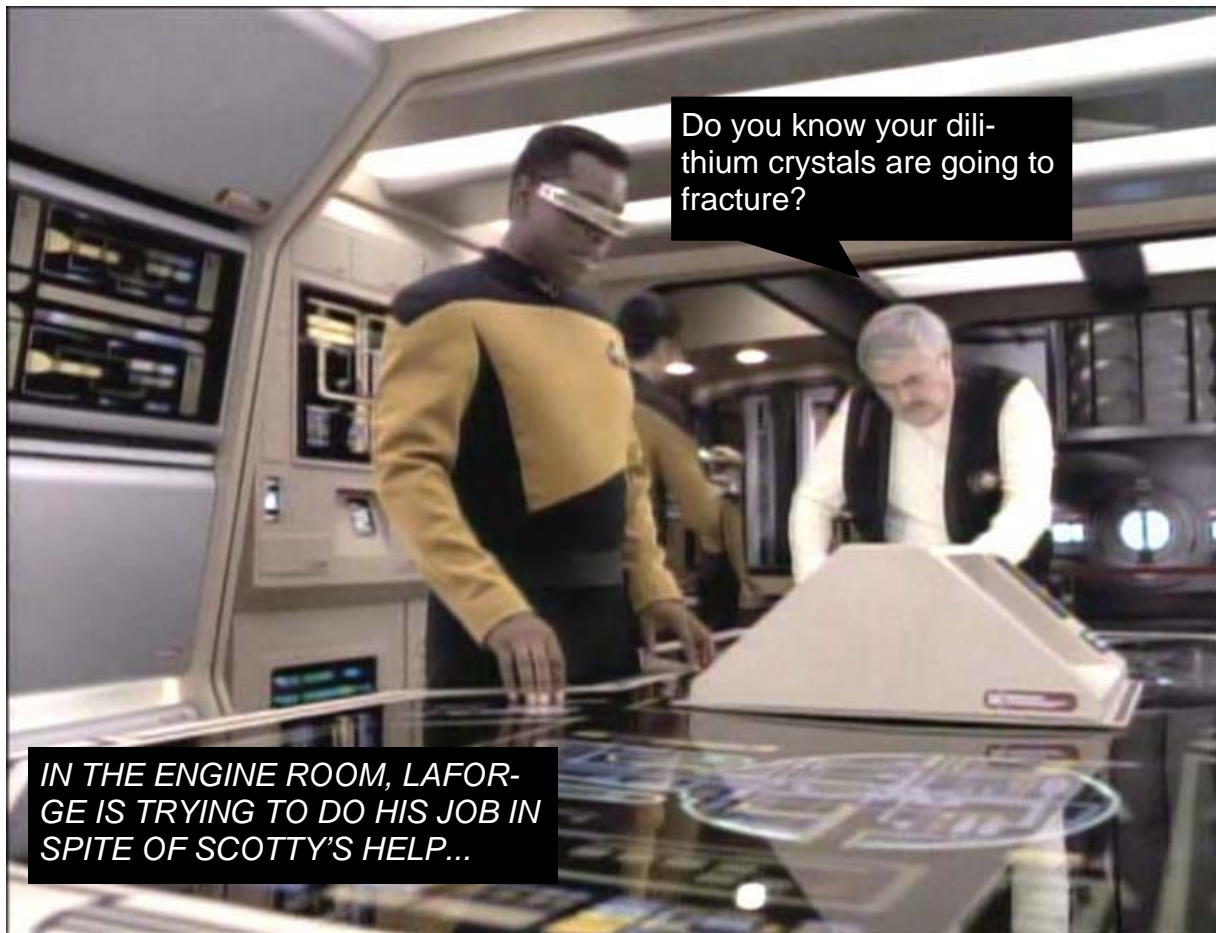 Do you know your dili-
thium crystals are going to
fracture?
IN THE ENGINE ROOM, LAFOR-
GE IS TRYING TO DO HIS JOB IN
SPITE OF SCOTTY'S HELP...